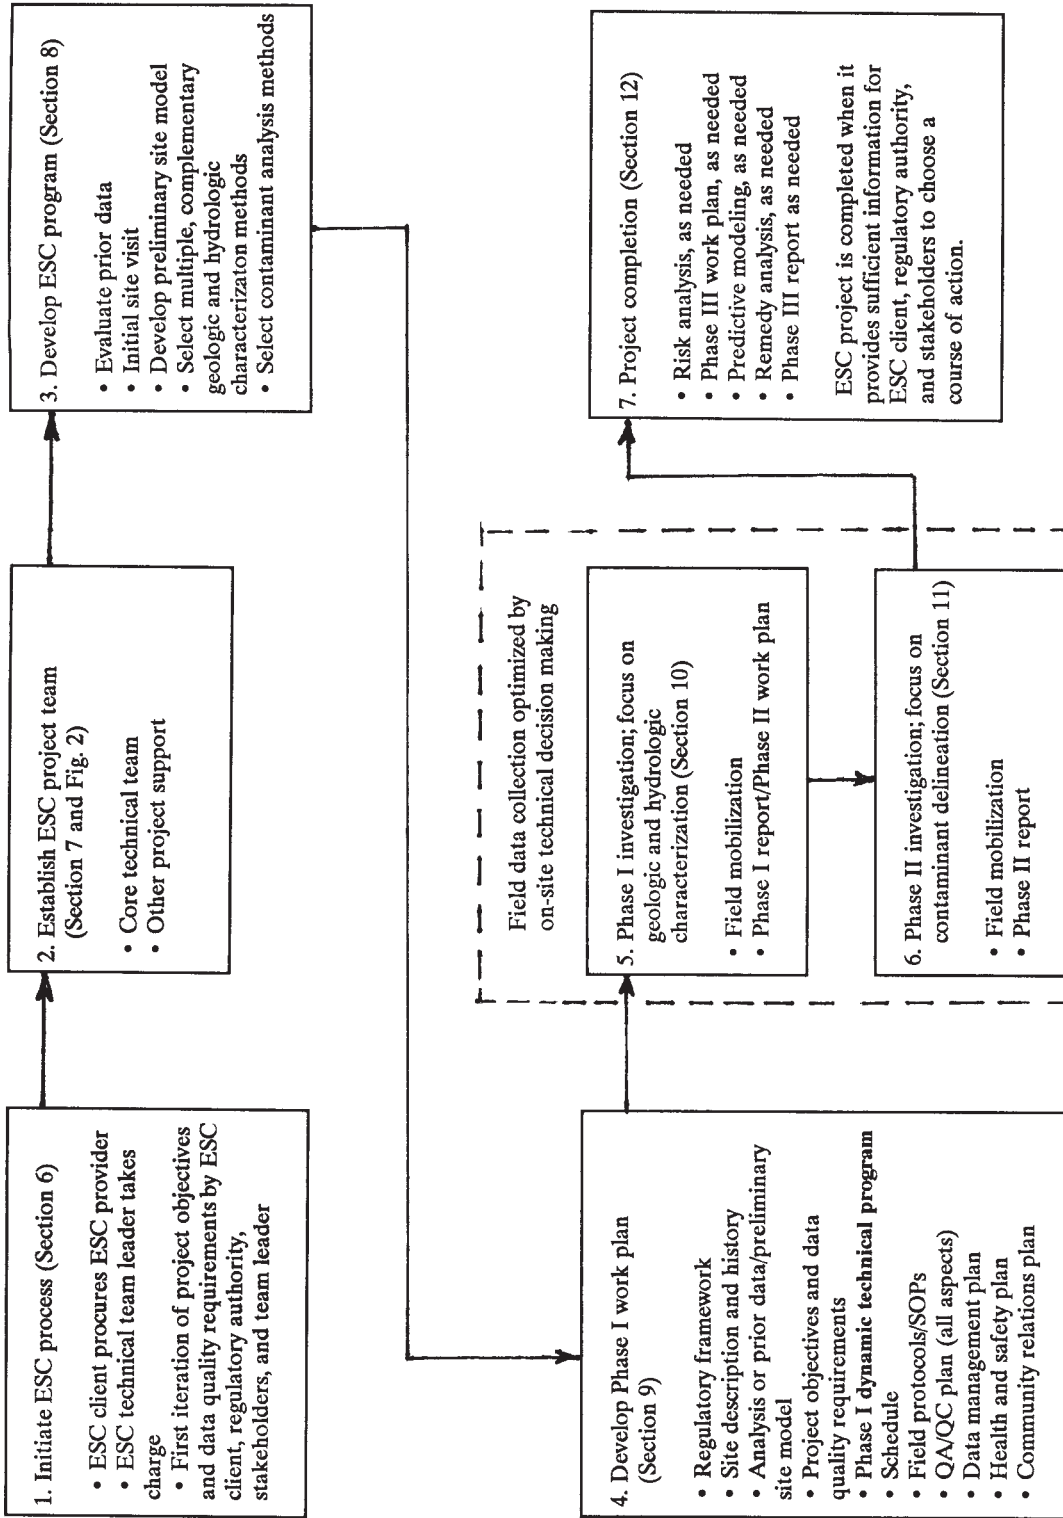 1. Initiate ESC process (Section 6)
• ESC client procures ESC provider
• ESC technical team leader takes
charge
• First iteration of project objectives
and data quality requirements by ESC
client, regulatory authority,
stakeholders, and team leader
2. Establish ESC project team
(Section 7 and Fig. 2)
• Core technical team
• Other project support
3. Develop ESC program (Section 8)
• Evaluate prior data
• Initial site visit
• Develop preliminary site model
• Select multiple, complementary
geologic and hydrologic
characterizaton methods
• Select contaminant analysis methods
4. Develop Phase I work plan
(Section 9)
• Regulatory framework
• Site description and history
• Analysis or prior data/preliminary
site model
• Project objectives and data
quality requirements
• Phase I dynamic technical program
• Schedule
• Field protocols/SOPs
• QA/QC plan (all aspects)
• Data management plan
• Health and safety plan
• Community relations plan
Field data collection optimized by
on-site technical decision making
5. Phase I investigation; focus on
geologic and hydrologic
characterization (Section 10)
• Field mobilization
• Phase I report/Phase II work plan
6. Phase II investigation; focus on
contaminant delineation (Section 11)
• Field mobilization
• Phase II report
7. Project completion (Section 12)
• Risk analysis, as needed
• Phase III work plan, as needed
• Predictive modeling, as needed
• Remedy analysis, as needed
• Phase III report as needed
ESC project is completed when it
provides sufficient information for
ESC client, regulatory authority,
and stakeholders to choose a
course of action.